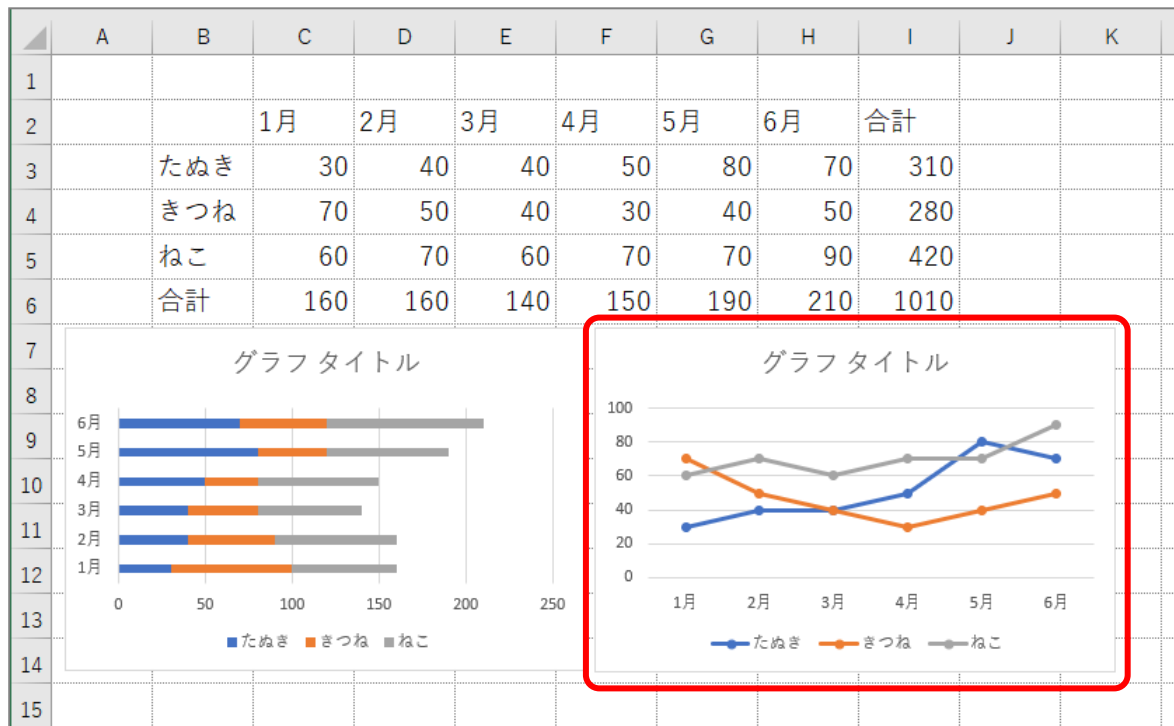 A B C D E F G H I J K
1
2 1月 2月 3月 4月 5月 6月 合計
3 たぬき 30 40 40 50 80 70 310
4 きつね 70 50 40 30 40 50 280
5 ねこ 60 70 60 70 70 90 420
6 合計 160 160 140 150 190 210 1010
7
8
9
10
11
12
13
14
15
グラフ タイトル
6月
5月
4月
3月
2月
1月
0 50 100 150 200 250
たぬき きつね ねこ
グラフ タイトル
100
80
60
40
20
0
1月 2月 3月 4月 5月 6月
たぬき きつね ねこ